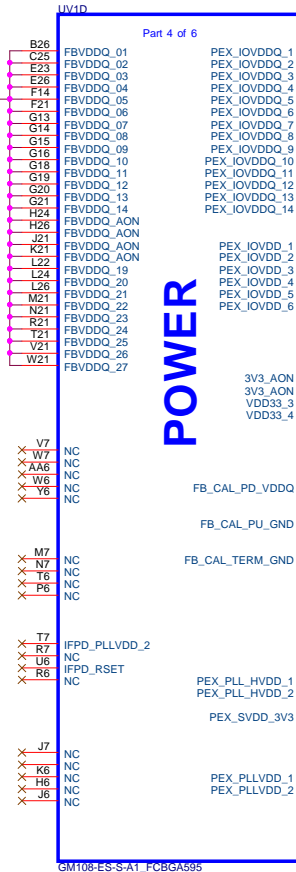 UV1D
Part 4 of 6
B26 FBVDDQ_01 PEX_IOVDDQ_1
C25 FBVDDQ_02 PEX_IOVDDQ_2
E23 FBVDDQ_03 PEX_IOVDDQ_3
E26 FBVDDQ_04 PEX_IOVDDQ_4
F14 FBVDDQ_05 PEX_IOVDDQ_5
F21 FBVDDQ_06 PEX_IOVDDQ_6
G13 FBVDDQ_07 PEX_IOVDDQ_7
G14 FBVDDQ_08 PEX_IOVDDQ_8
G15 FBVDDQ_09 PEX_IOVDDQ_9
G16 FBVDDQ_10 PEX_IOVDDQ_10
G18 FBVDDQ_11 PEX_IOVDDQ_11
G19 FBVDDQ_12 PEX_IOVDDQ_12
G20 FBVDDQ_13 PEX_IOVDDQ_13
G21 FBVDDQ_14 PEX_IOVDDQ_14
H24 FBVDDQ_AON
H26 FBVDDQ_AON
J21 FBVDDQ_AON PEX_IOVDD_1
K21 FBVDDQ_AON PEX_IOVDD_2
L22 FBVDDQ_19 PEX_IOVDD_3
L24 FBVDDQ_20 PEX_IOVDD_4
L26 FBVDDQ_21 PEX_IOVDD_5
M21 FBVDDQ_22 PEX_IOVDD_6
N21 FBVDDQ_23
R21 FBVDDQ_24
T21 FBVDDQ_25
V21 FBVDDQ_26
W21 FBVDDQ_27
POWER
3V3_AON
3V3_AON
VDD33_3
VDD33_4
V7 NC
W7 NC
AA6 NC
W6 NC FB_CAL_PD_VDDQ
Y6 NC
FB_CAL_PU_GND
M7 NC FB_CAL_TERM_GND
N7 NC
T6 NC
P6 NC
T7 IFPD_PLLVDD_2
R7 NC
U6 IFPD_RSET
R6 NC PEX_PLL_HVDD_1
PEX_PLL_HVDD_2
PEX_SVDD_3V3
J7 NC
NC
K6 NC PEX_PLLVDD_1
H6 NC PEX_PLLVDD_2
J6 NC
GM108-ES-S-A1_FCBGA595